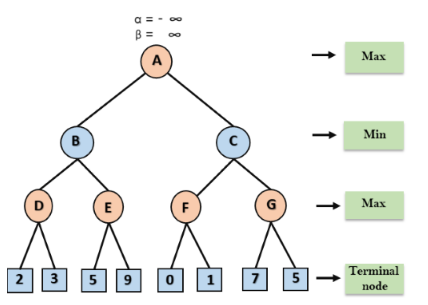 α = - ∞
β = ∞
A
Max
B
C
Min
D
E
F
G
Max
2 3 5 9 0 1 7 5
Terminal
node